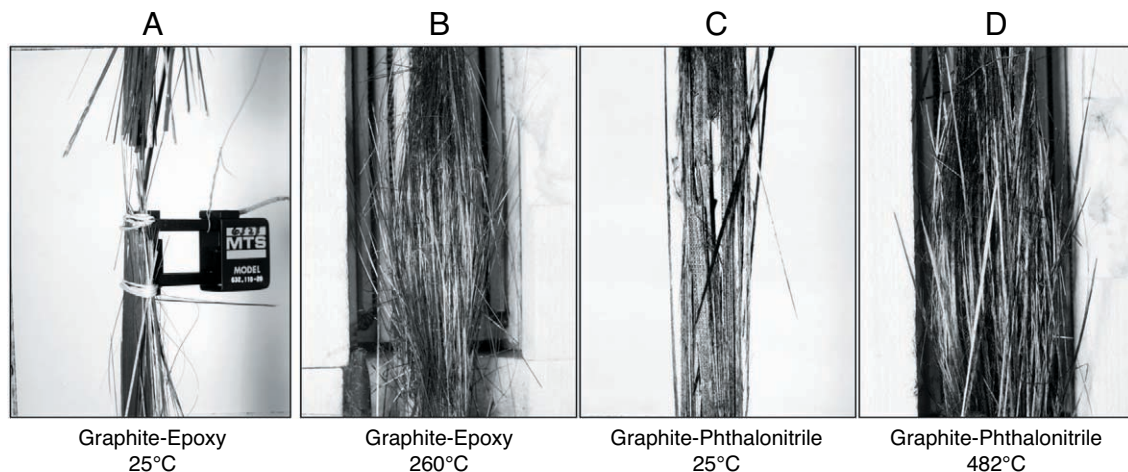 A B C D
MTS
MODEL
Graphite-Epoxy Graphite-Epoxy Graphite-Phthalonitrile Graphite-Phthalonitrile
25°C 260°C 25°C 482°C